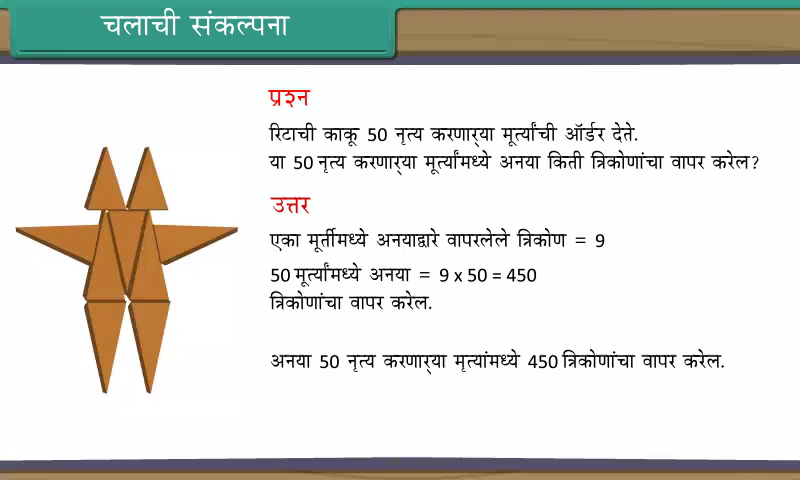 चलाची संकल्पना
प्रश्न
रिटाची काकू 50 नृत्य करणाऱ्या मूर्त्यांची ऑर्डर देते.
या 50 नृत्य करणाऱ्या मूर्त्यांमध्ये अनया किती त्रिकोणांचा वापर करेल?
उत्तर
एका मूर्तीमध्ये अनयाद्वारे वापरलेले त्रिकोण = 9
50 मूर्त्यांमध्ये अनया = 9 x 50 = 450
त्रिकोणांचा वापर करेल.
अनया 50 नृत्य करणाऱ्या मृत्यांमध्ये 450 त्रिकोणांचा वापर करेल.